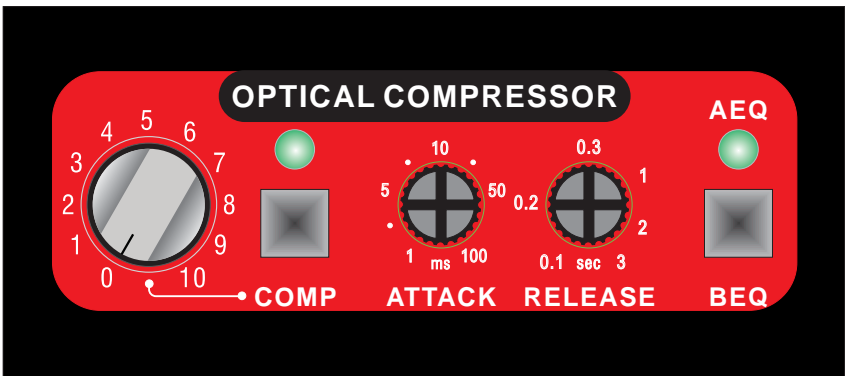 OPTICAL COMPRESSOR
AEQ
0 1 2 3 4 5 6 7 8 9 10
1 5 10 50 100
ms
0.1 0.2 0.3 1 2 3
sec
COMP ATTACK RELEASE BEQ